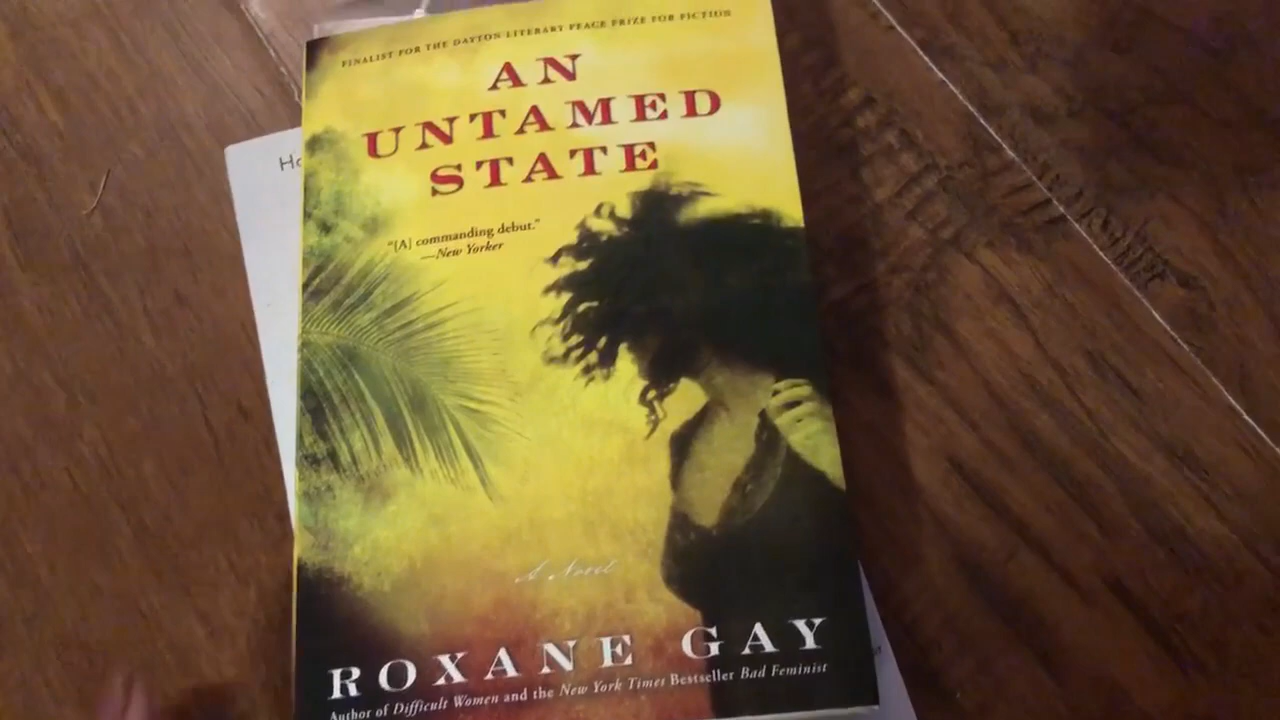 FINALIST FOR THE DAYTON LITERARY PEACE PRIZE FOR FICTION
AN
UNTAMED
STATE
"[A] commanding debut."
—New Yorker
A Novel
ROXANE GAY
Author of Difficult Women and the New York Times Bestseller Bad Feminist